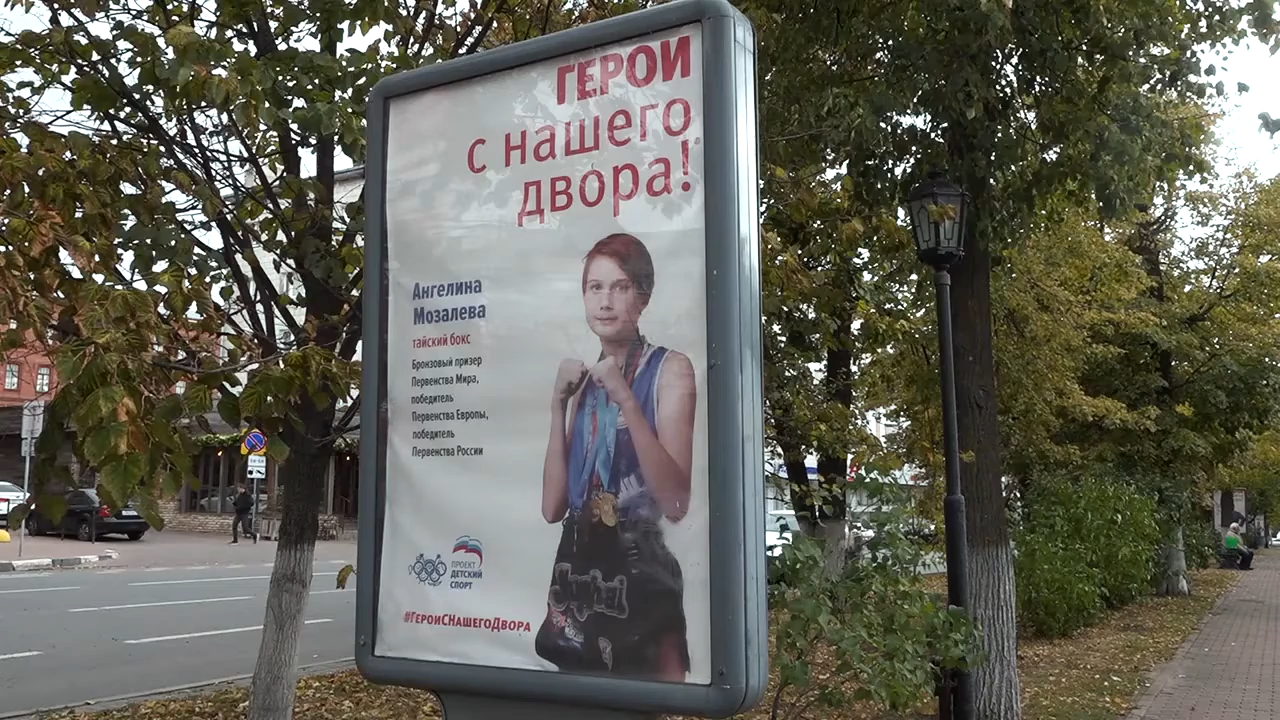 ГЕРОИ
с нашего
двора!
Ангелина
Мозалева
тайский бокс
Бронзовый призер
Первенства Мира,
победитель
Первенства Европы,
победитель
Первенства России
ПРОЕКТ
ДЕТСКИЙ
СПОРТ
#ГероиСНашегоДвора